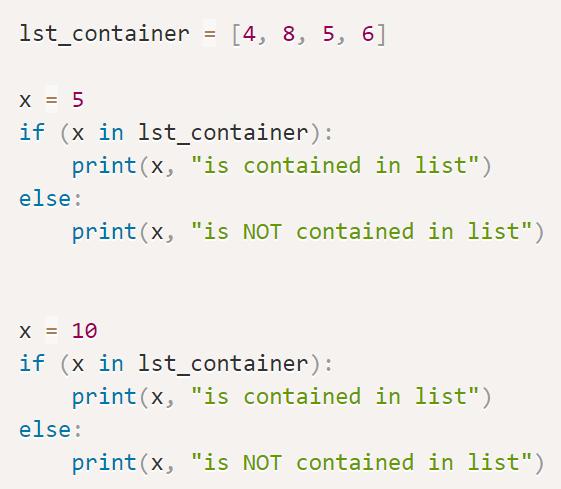 lst_container = [4, 8, 5, 6]
x = 5
if (x in lst_container):
    print(x, "is contained in list")
else:
    print(x, "is NOT contained in list")
x = 10
if (x in lst_container):
    print(x, "is contained in list")
else:
    print(x, "is NOT contained in list")